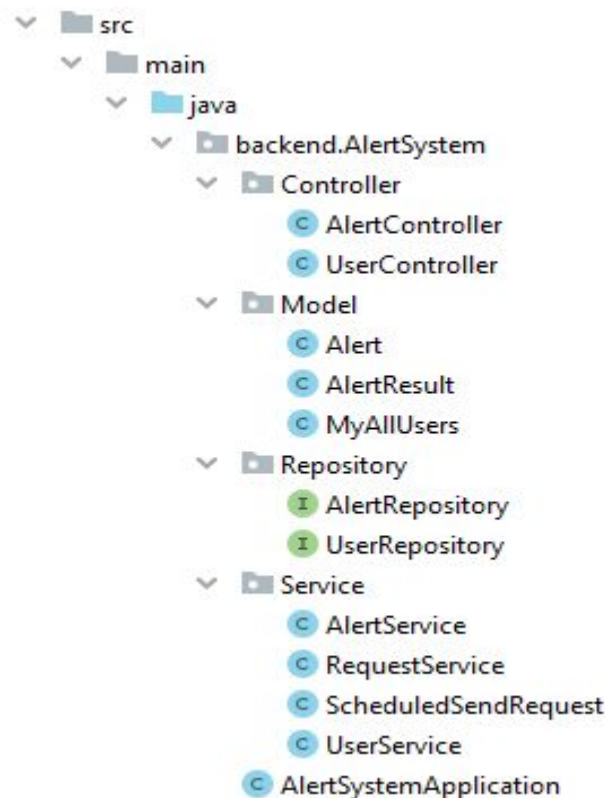 src
main
java
backend.AlertSystem
Controller
C AlertController
C UserController
Model
C Alert
C AlertResult
C MyAllUsers
Repository
I AlertRepository
I UserRepository
Service
C AlertService
C RequestService
C ScheduledSendRequest
C UserService
C AlertSystemApplication